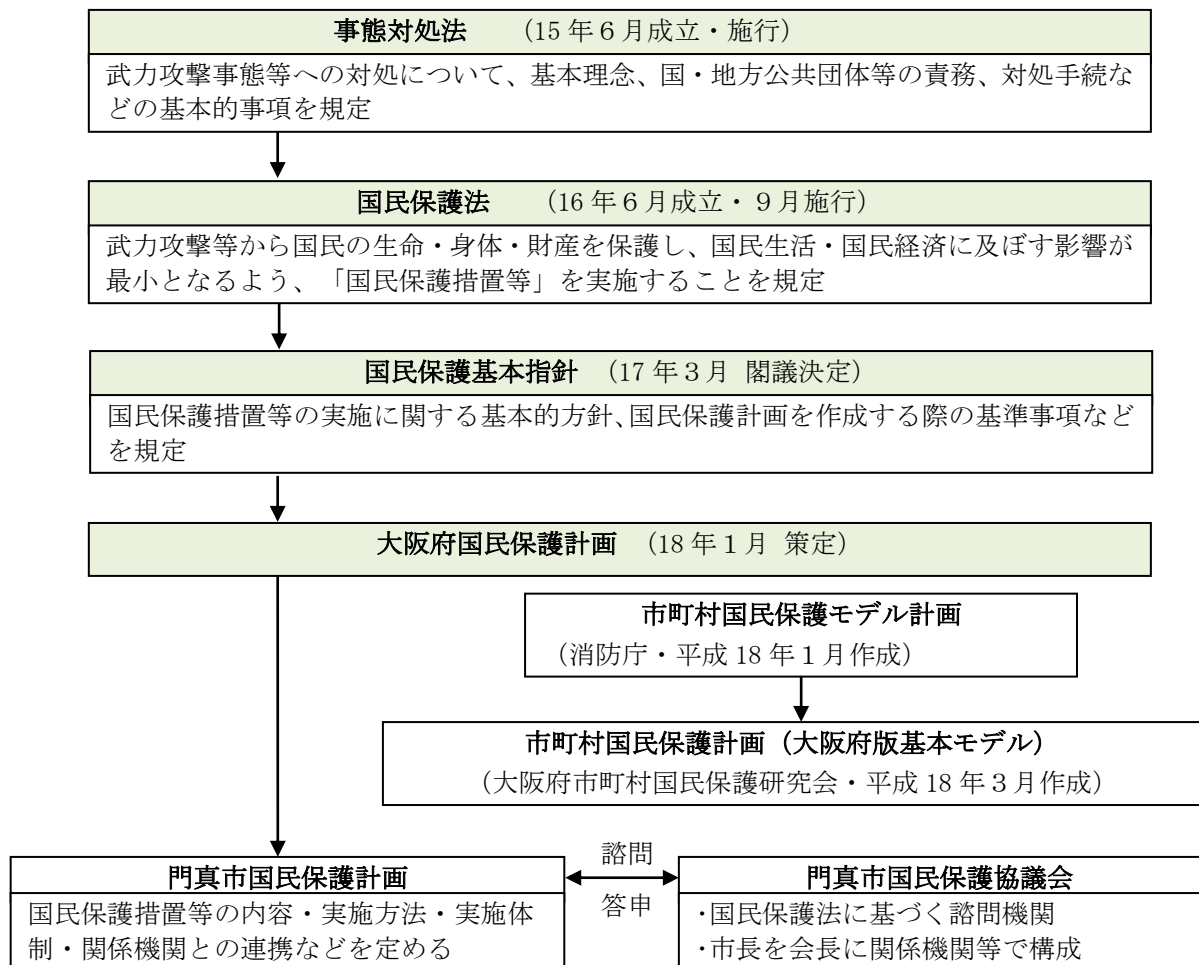 事態対処法　（15年６月成立・施行）
武力攻撃事態等への対処について、基本理念、国・地方公共団体等の責務、対処手続な
どの基本的事項を規定
国民保護法　（16年６月成立・９月施行）
武力攻撃等から国民の生命・身体・財産を保護し、国民生活・国民経済に及ぼす影響が
最小となるよう、「国民保護措置等」を実施することを規定
国民保護基本指針　（17年３月 閣議決定）
国民保護措置等の実施に関する基本的方針、国民保護計画を作成する際の基準事項など
を規定
大阪府国民保護計画　（18年１月 策定）
市町村国民保護モデル計画
（消防庁・平成18年１月作成）
市町村国民保護計画（大阪府版基本モデル）
（大阪府市町村国民保護研究会・平成18年３月作成）
門真市国民保護計画
国民保護措置等の内容・実施方法・実施体
制・関係機関との連携などを定める
諮問
答申
門真市国民保護協議会
・国民保護法に基づく諮問機関
・市長を会長に関係機関等で構成